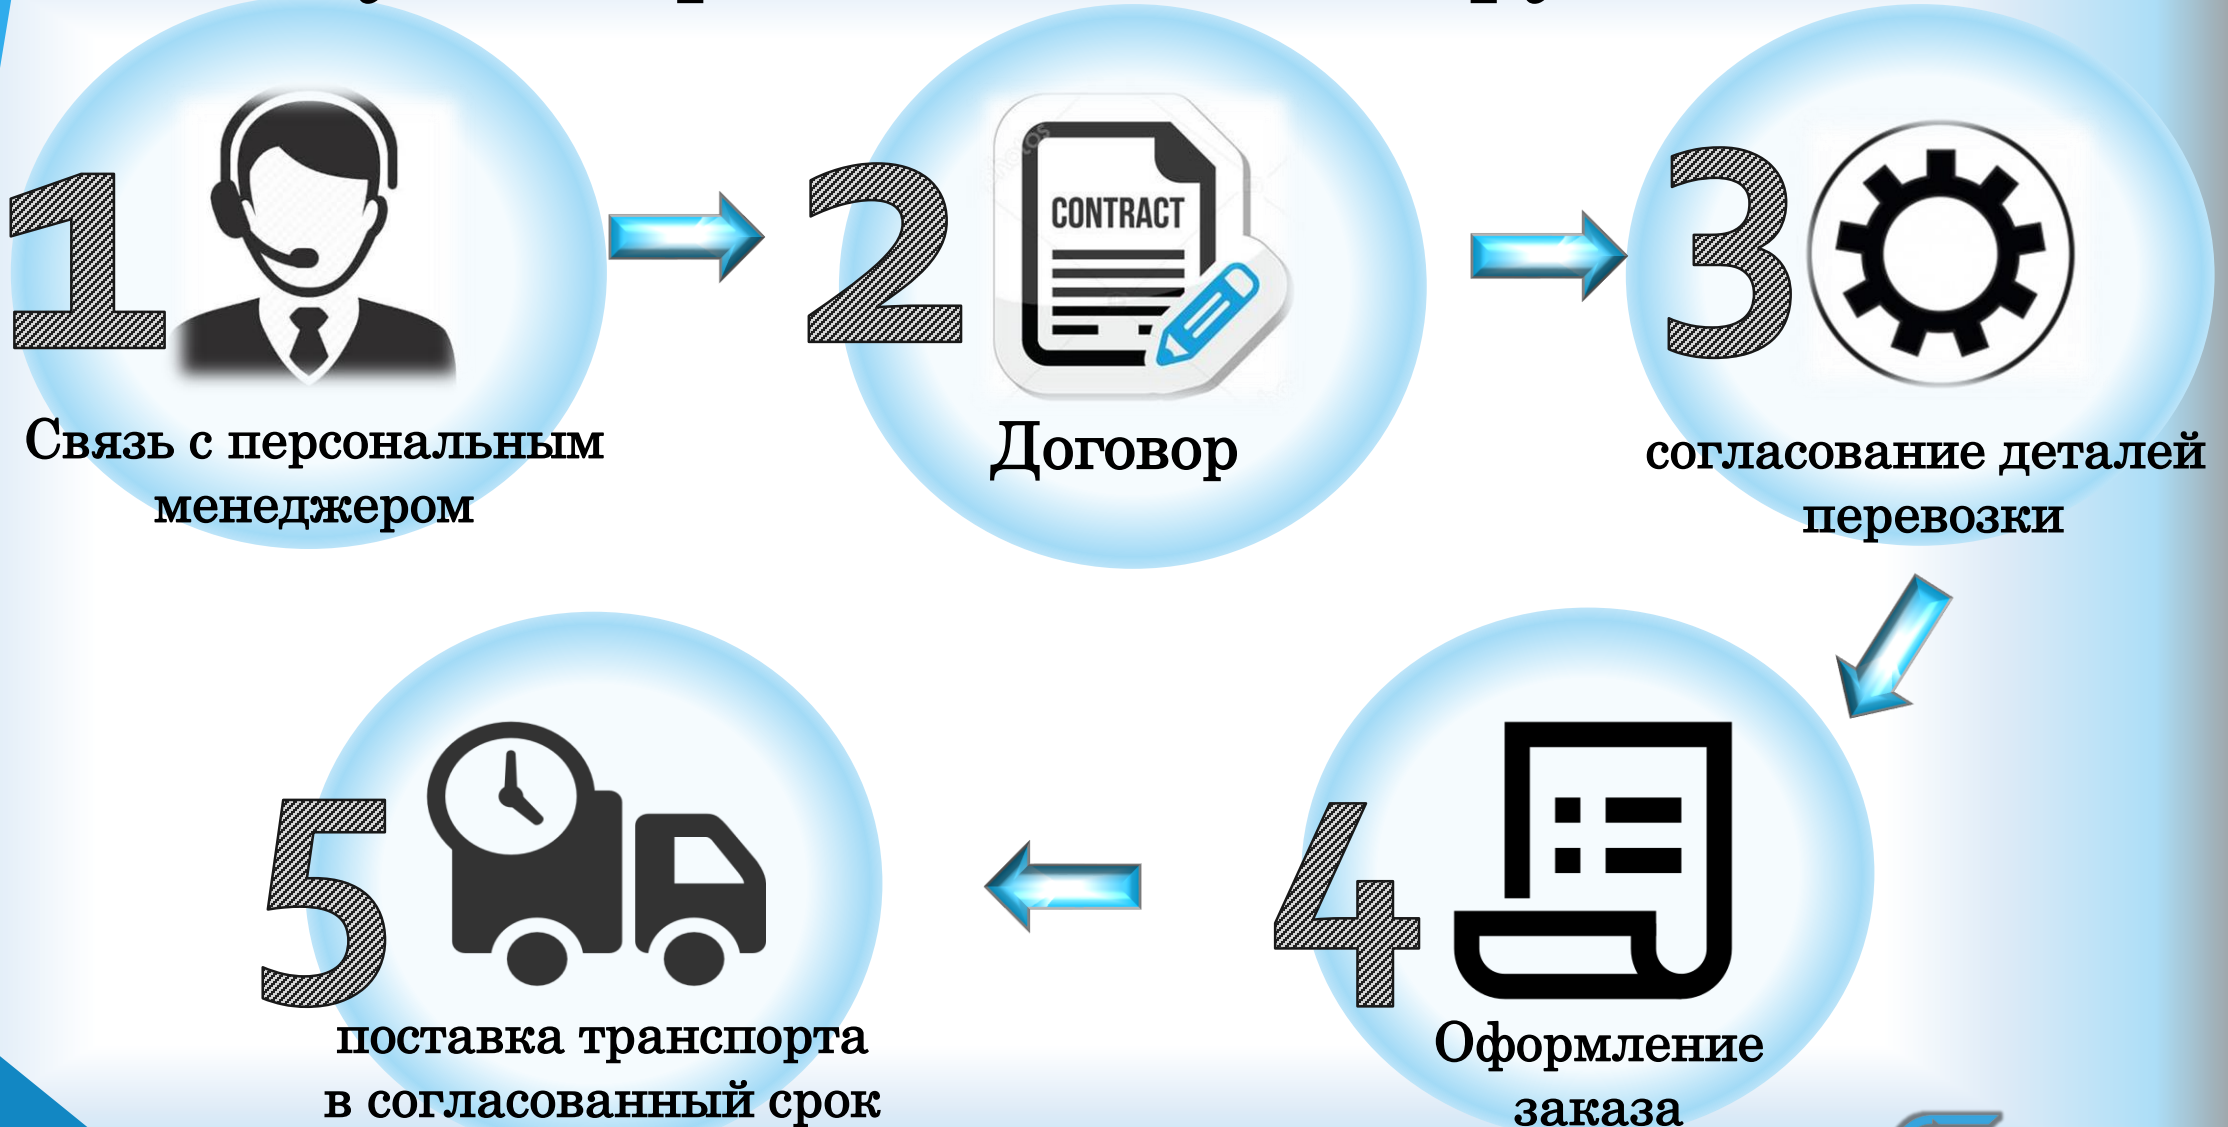 1
CONTRACT
2
3
Связь с персональным
менеджером
Договор
согласование деталей
перевозки
4
5
поставка транспорта
в согласованный срок
Оформление
заказа